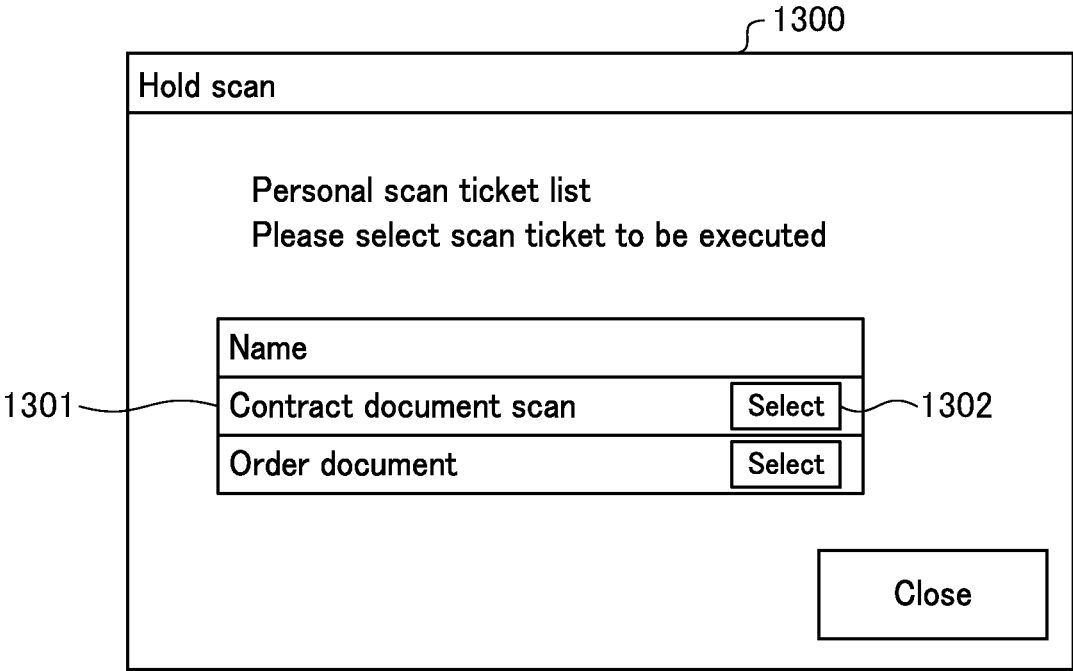 1300
Hold scan
Personal scan ticket list
Please select scan ticket to be executed
Name
1301 Contract document scan Select 1302
Order document Select
Close